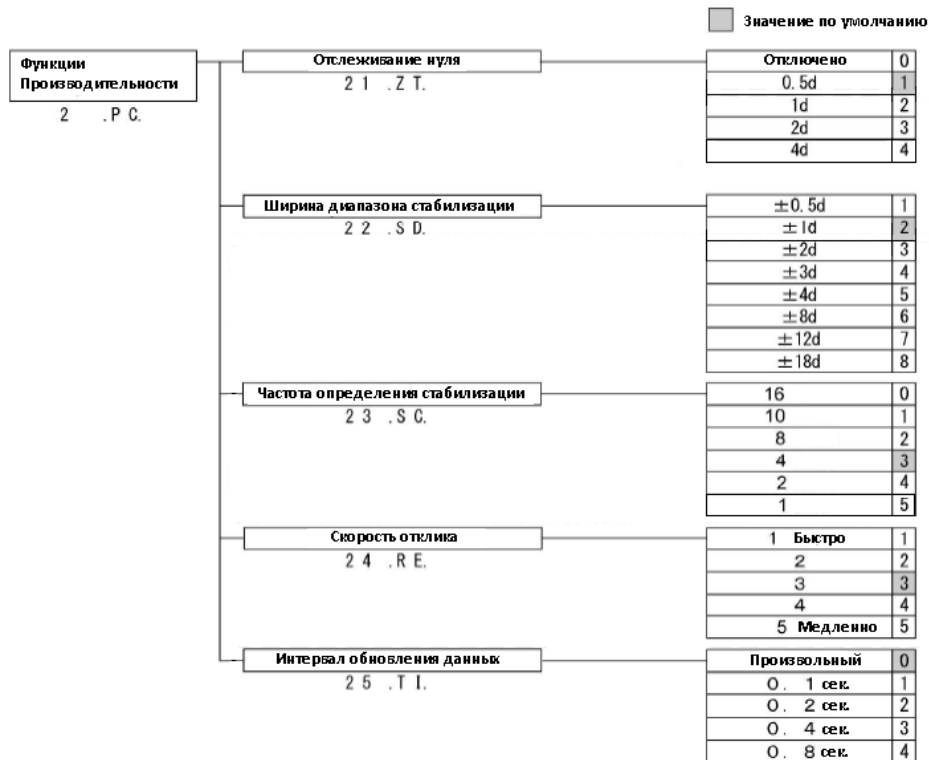 Значение по умолчанию
Функции
Производительности
2 .P C.
Отслеживание нуля
2 1 .Z T.
Отключено 0
0.5d 1
1d 2
2d 3
4d 4
Ширина диапазона стабилизации
2 2 .S D.
±0.5d 1
±1d 2
±2d 3
±3d 4
±4d 5
±8d 6
±12d 7
±18d 8
Частота определения стабилизации
2 3 .S C.
16 0
10 1
8 2
4 3
2 4
1 5
Скорость отклика
2 4 .R E.
1 Быстро 1
2 2
3 3
4 4
5 Медленно 5
Интервал обновления данных
2 5 .T I.
Произвольный 0
0. 1 сек. 1
0. 2 сек. 2
0. 4 сек. 3
0. 8 сек. 4